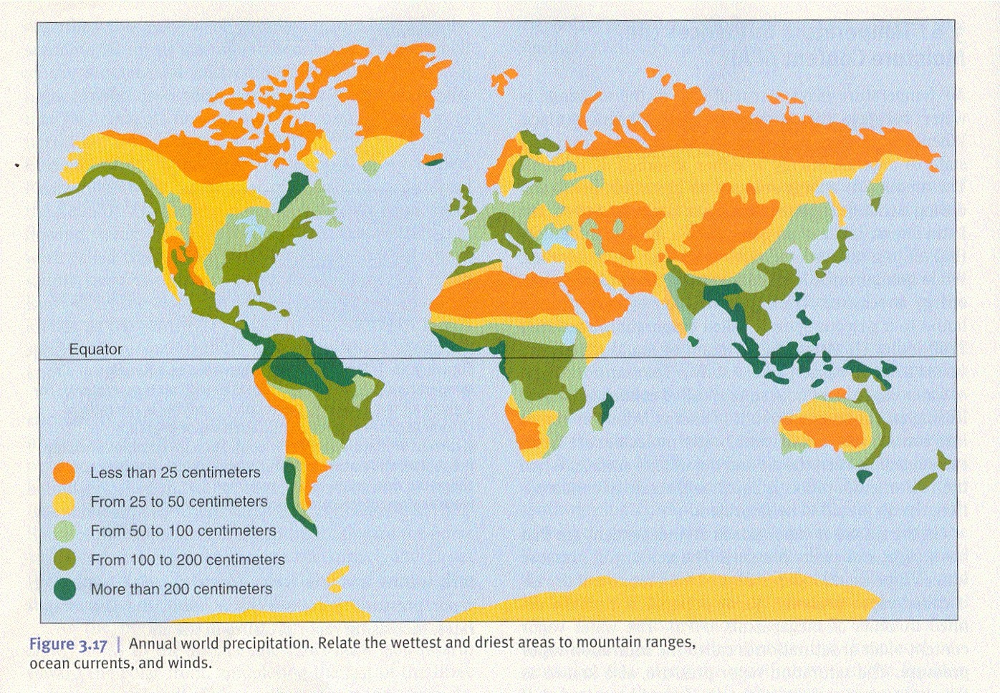 Equator
Less than 25 centimeters
From 25 to 50 centimeters
From 50 to 100 centimeters
From 100 to 200 centimeters
More than 200 centimeters
Figure 3.17 | Annual world precipitation. Relate the wettest and driest areas to mountain ranges,
ocean currents, and winds.